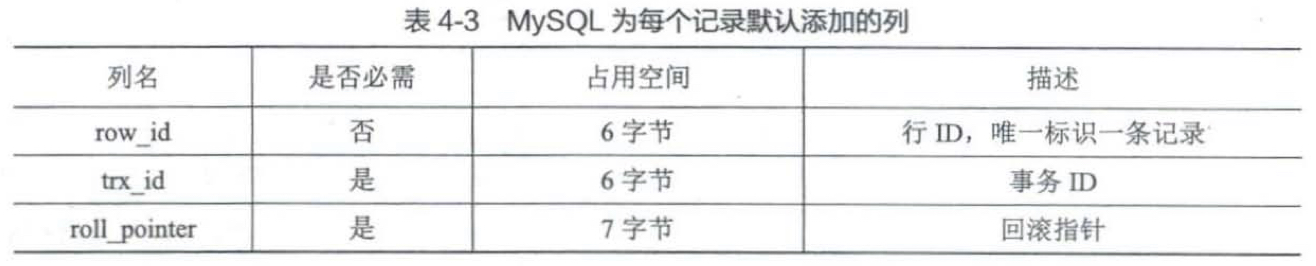 表 4-3 MySQL 为每个记录默认添加的列
列名 是否必需 占用空间 描述
row_id 否 6 字节 行 ID，唯一标识一条记录
trx_id 是 6 字节 事务 ID
roll_pointer 是 7 字节 回滚指针